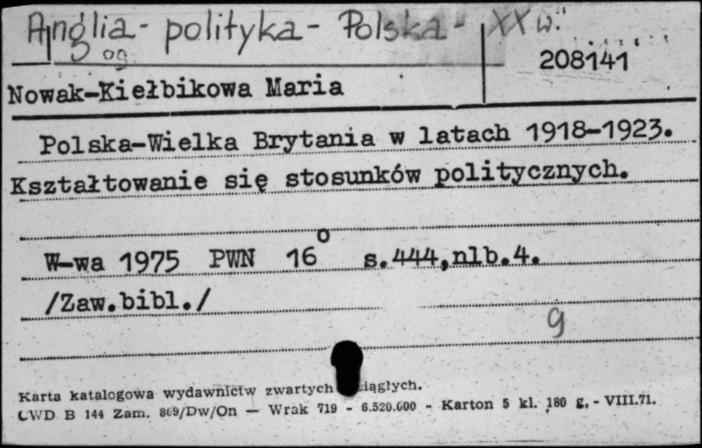 Anglia - polityka - Polska - XX w.
og
208141
Nowak-Kiełbikowa Maria
Polska-Wielka Brytania w latach 1918-1923.
Kształtowanie się stosunków politycznych.
W-wa 1975 PWN 16° s.444,nlb.4.
/Zaw.bibl./
g
Karta katalogowa wydawnictw zwartych ciągłych.
CWD B 144 Zam. 869/Dw/On — Wrak 719 - 6.520.000 - Karton 5 kl. 180 g. - VIII.71.